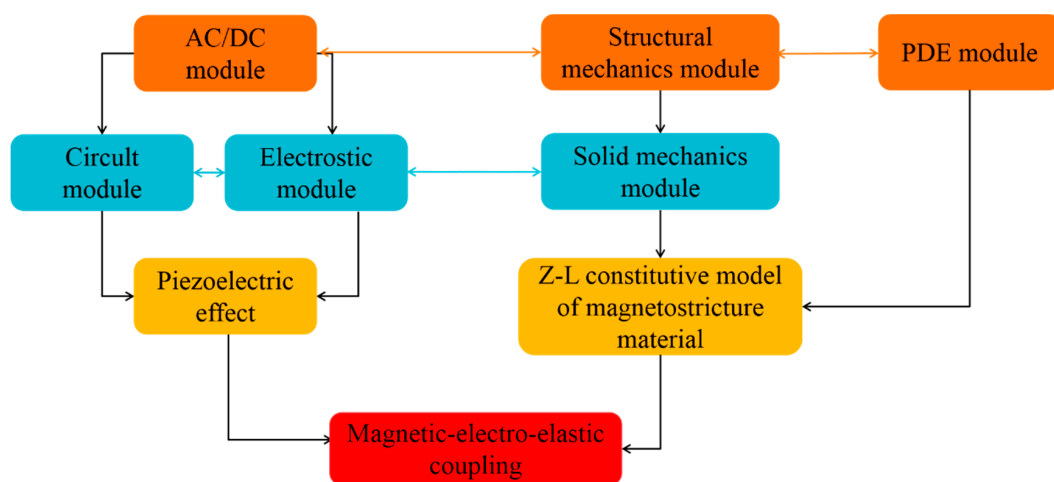 AC/DC
module
Structural
mechanics module
PDE module
Circult
module
Electrostic
module
Solid mechanics
module
Piezoelectric
effect
Z-L constitutive model
of magnetostricture
material
Magnetic-electro-elastic
coupling